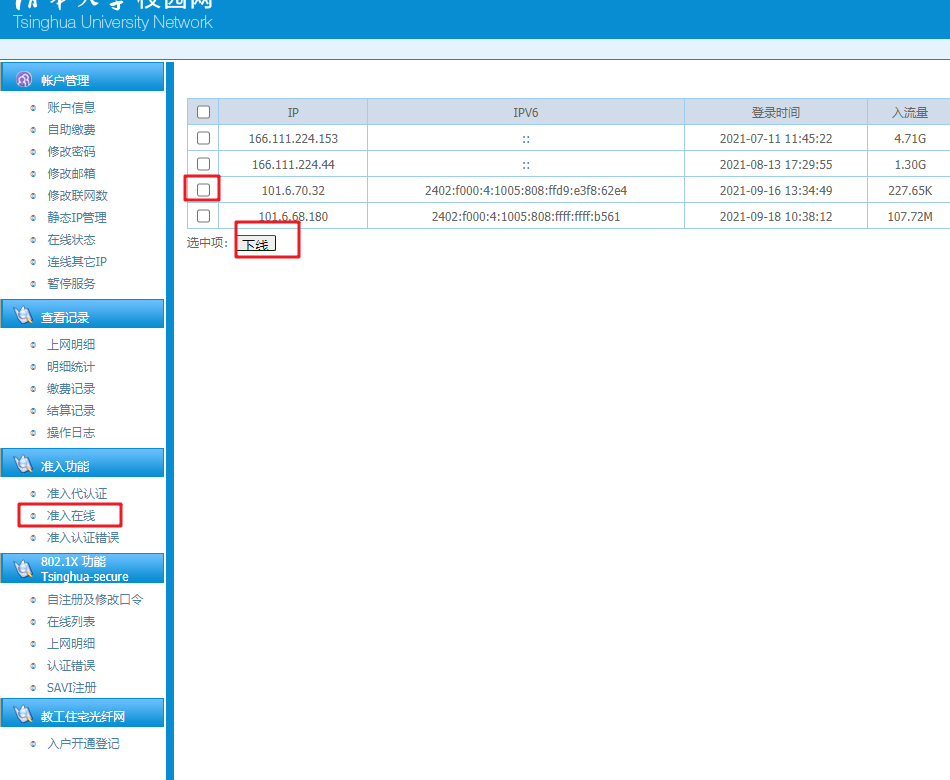 清华大学校园网
Tsinghua University Network
帐户管理
账户信息
自助缴费
修改密码
修改邮箱
修改联网数
静态IP管理
在线状态
连线其它IP
暂停服务
查看记录
上网明细
明细统计
缴费记录
结算记录
操作日志
准入功能
准入代认证
准入在线
准入认证错误
802.1X 功能
Tsinghua-secure
自注册及修改口令
在线列表
上网明细
认证错误
SAVI注册
教工住宅光纤网
入户开通登记
IP IPV6 登录时间 入流量
166.111.224.153 :: 2021-07-11 11:45:22 4.71G
166.111.224.44 :: 2021-08-13 17:29:55 1.30G
101.6.70.32 2402:f000:4:1005:808:ffd9:e3f8:62e4 2021-09-16 13:34:49 227.65K
101.6.68.180 2402:f000:4:1005:808:ffff:ffff:b561 2021-09-18 10:38:12 107.72M
选中项: 下线